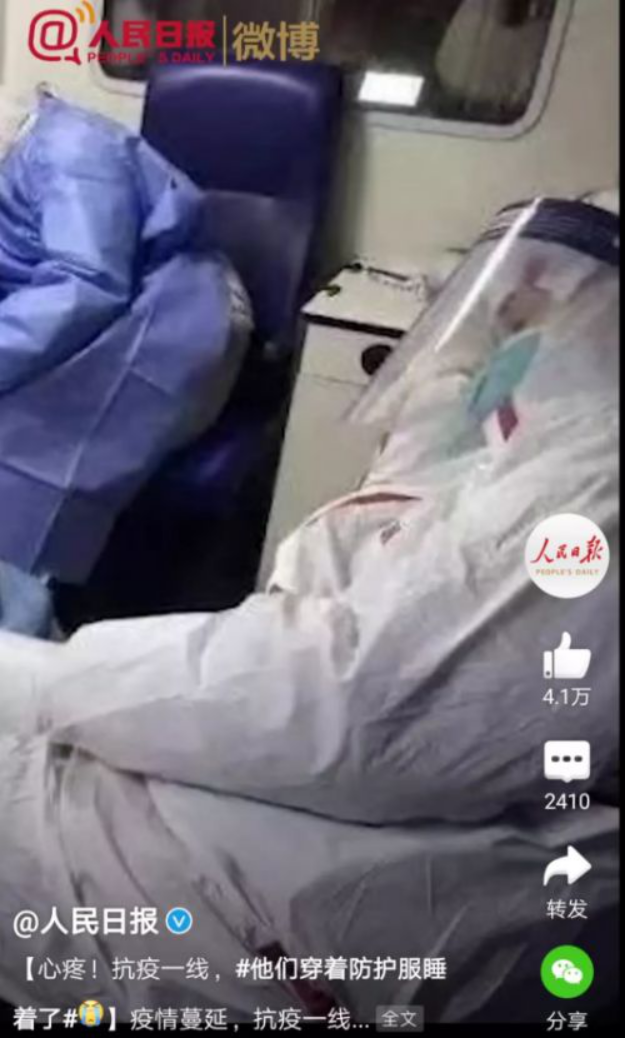 @人民日报 | 微博
PEOPLE'S DAILY
人民日报
PEOPLE'S DAILY
4.1万
2410
转发
分享
@人民日报
【心疼！抗疫一线，#他们穿着防护服睡
着了#😭】疫情蔓延，抗疫一线... 全文